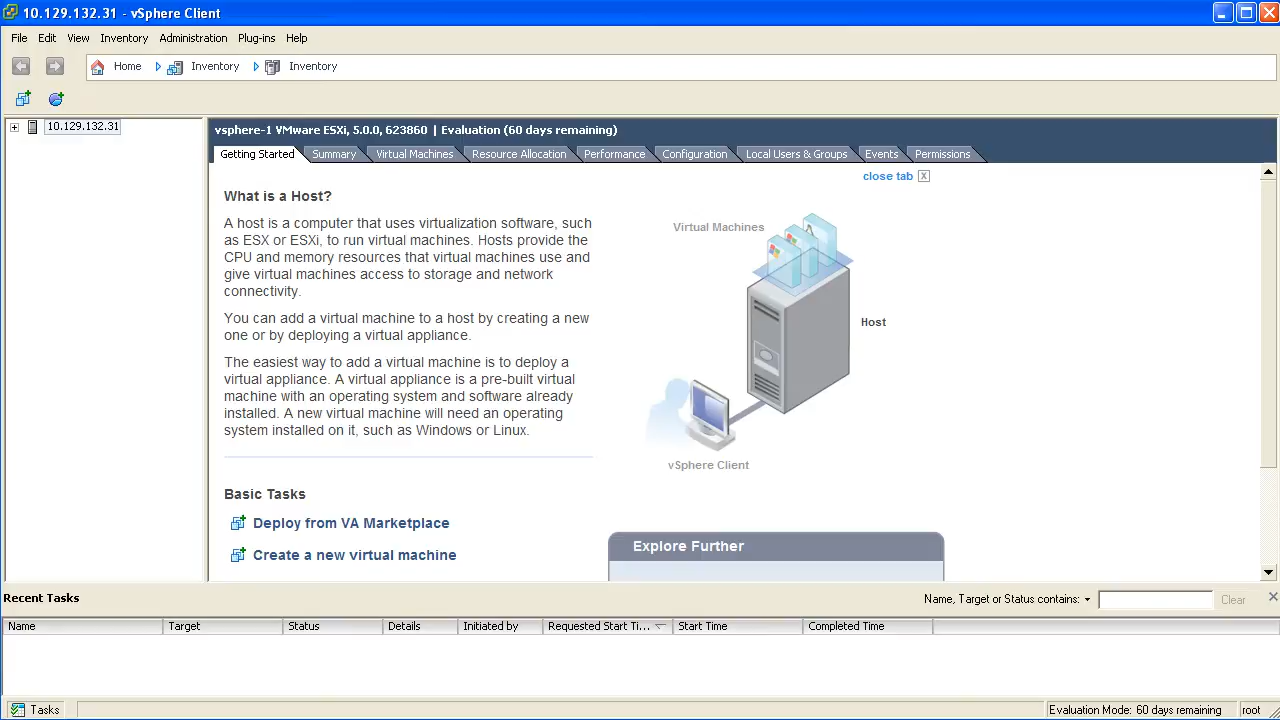 10.129.132.31 - vSphere Client
File Edit View Inventory Administration Plug-ins Help
Home Inventory Inventory
10.129.132.31
vsphere-1 VMware ESXi, 5.0.0, 623860 | Evaluation (60 days remaining)
Getting Started Summary Virtual Machines Resource Allocation Performance Configuration Local Users & Groups Events Permissions
close tab X
What is a Host?
A host is a computer that uses virtualization software, such
as ESX or ESXi, to run virtual machines. Hosts provide the
CPU and memory resources that virtual machines use and
give virtual machines access to storage and network
connectivity.
You can add a virtual machine to a host by creating a new
one or by deploying a virtual appliance.
The easiest way to add a virtual machine is to deploy a
virtual appliance. A virtual appliance is a pre-built virtual
machine with an operating system and software already
installed. A new virtual machine will need an operating
system installed on it, such as Windows or Linux.
Virtual Machines
Host
vSphere Client
Basic Tasks
Deploy from VA Marketplace
Create a new virtual machine
Explore Further
Recent Tasks
Name, Target or Status contains: Clear
Name Target Status Details Initiated by Requested Start Ti... Start Time Completed Time
Tasks
Evaluation Mode: 60 days remaining root